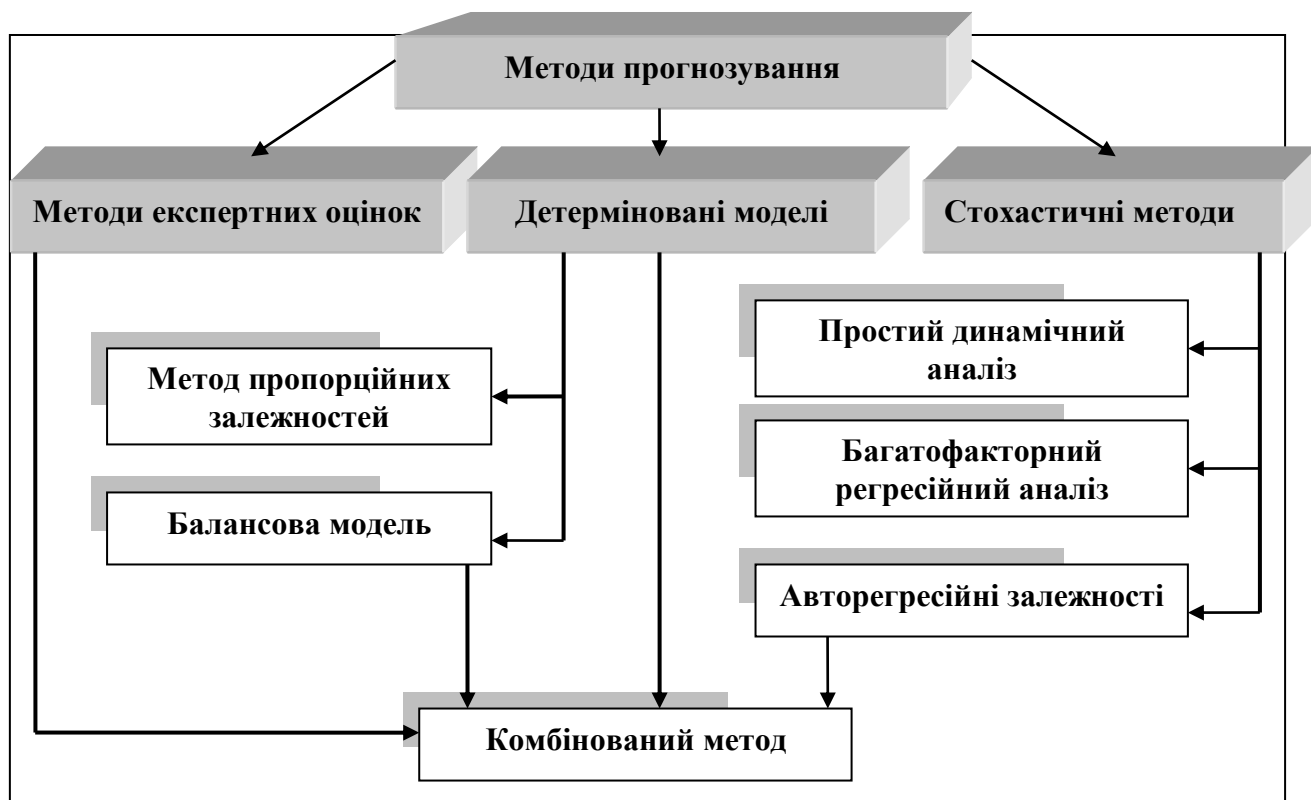 Методи прогнозування
Методи експертних оцінок
Детерміновані моделі
Стохастичні методи
Простий динамічний
аналіз
Метод пропорційних
залежностей
Багатофакторний
регресійний аналіз
Балансова модель
Авторегресійні залежності
Комбінований метод